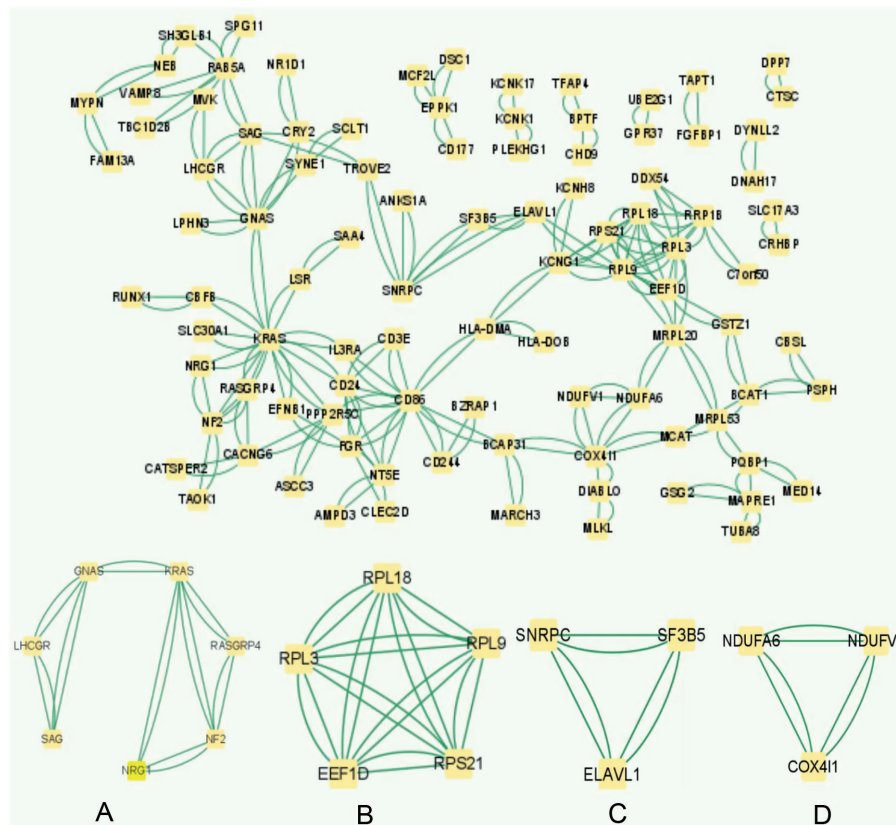 SPG11
SH3GLB1
DSC1
NEB
RAB5A
NR1D1
MCF2L
KCNK17
TFAP4
TAPT1
DPP7
VAMP8
MVK
UBE2G1
CTSC
MYPN
EPPK1
KCNK1
BPTF
TBC1D2B
SAG
CRY2
SCLT1
GPR37
FGFBP1
DYNLL2
FAM13A
CD177
PLEKHG1
CHD9
LHCGR
SYNE1
TROVE2
DDX54
DNAH17
KCNH8
ANKS1A
SF3B5
ELAVL1
RPL18
RRP1B
SLC17A3
LPHN3
GNAS
RPS21
CRHBP
SAA4
RPL3
KCNG1
RPL9
C7orf50
LSR
SNRPC
EEF1D
RUNX1
CBFB
SLC30A1
KRAS
HLA-DMA
GSTZ1
IL3RA
CD3E
HLA-DOB
MRPL20
CBSL
NRG1
RASGRP4
CD24
NDUFV1
NDUFA6
BCAT1
PSPH
EFNB1
PPP2R5C
CD86
BZRAP1
NF2
MRPL53
FGR
BCAP31
MCAT
CACNG6
CD244
COX4I1
CATSPER2
NT5E
PQBP1
TAOK1
ASCC3
DIABLO
GSG2
MED14
AMPD3
CLEC2D
MARCH3
MAPRE1
MLKL
TUBA8
GNAS
KRAS
LHCGR
RASGRP4
SAG
NF2
NRG1
A
RPL18
RPL3
RPL9
EEF1D
RPS21
B
SNRPC
SF3B5
ELAVL1
C
NDUFA6
NDUFV
COX4I1
D